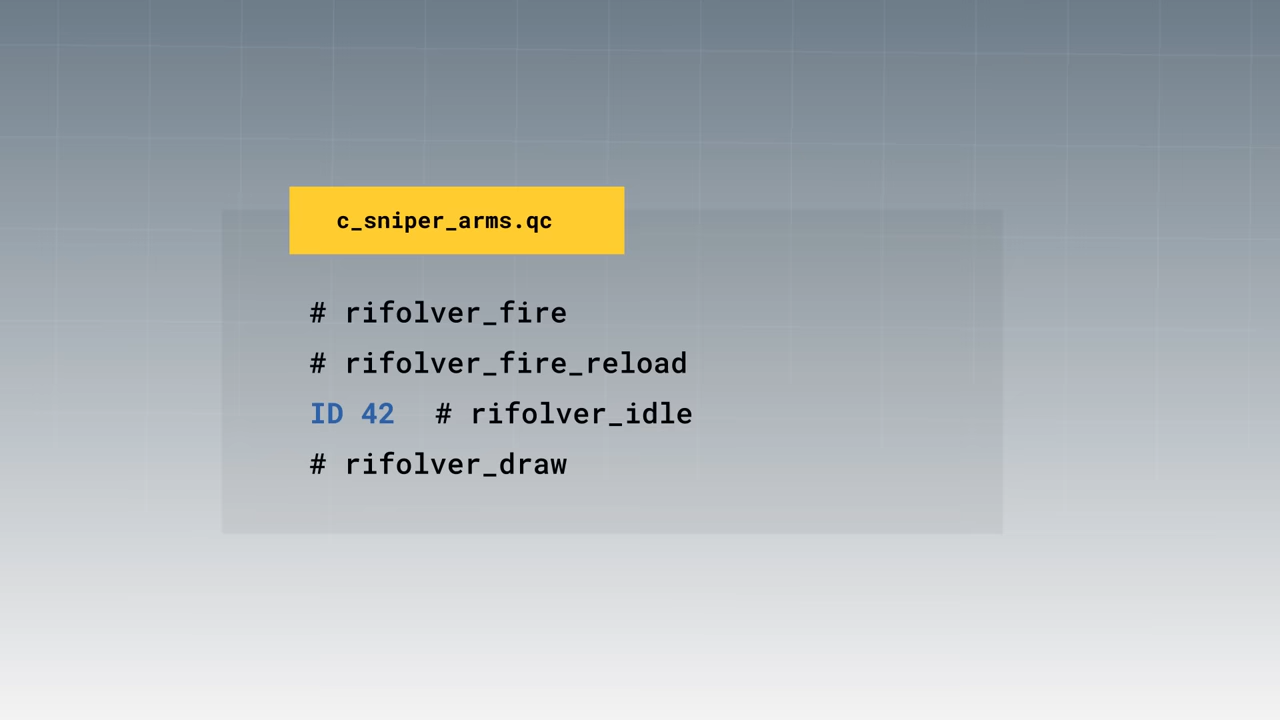 c_sniper_arms.qc
# rifolver_fire
# rifolver_fire_reload
ID 42 # rifolver_idle
# rifolver_draw